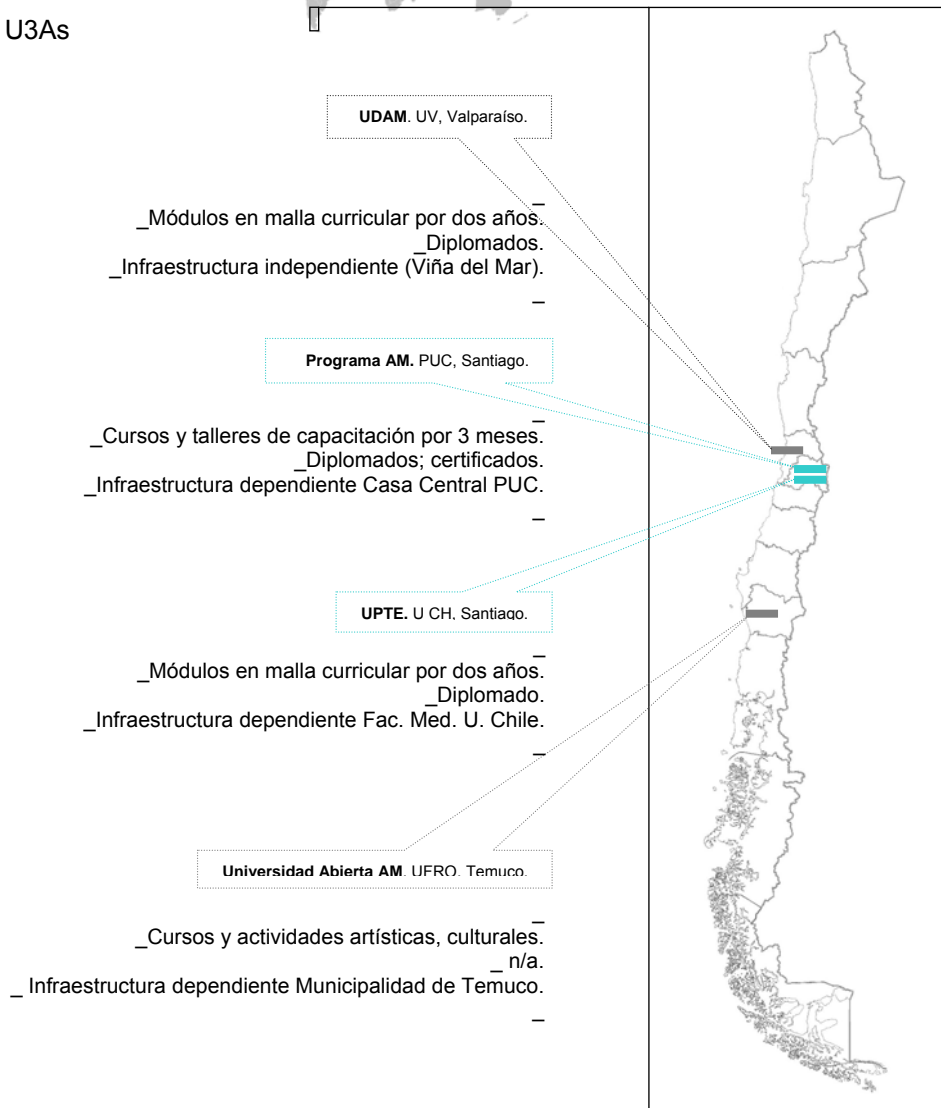 U3As
UDAM. UV, Valparaíso.
_
_Módulos en malla curricular por dos años.
_Diplomados.
_Infraestructura independiente (Viña del Mar).
_
Programa AM. PUC, Santiago.
_
_Cursos y talleres de capacitación por 3 meses.
_Diplomados; certificados.
_Infraestructura dependiente Casa Central PUC.
_
UPTE. U CH, Santiago.
_
_Módulos en malla curricular por dos años.
_Diplomado.
_Infraestructura dependiente Fac. Med. U. Chile.
_
Universidad Abierta AM. UFRO, Temuco.
_
_Cursos y actividades artísticas, culturales.
_ n/a.
_ Infraestructura dependiente Municipalidad de Temuco.
_